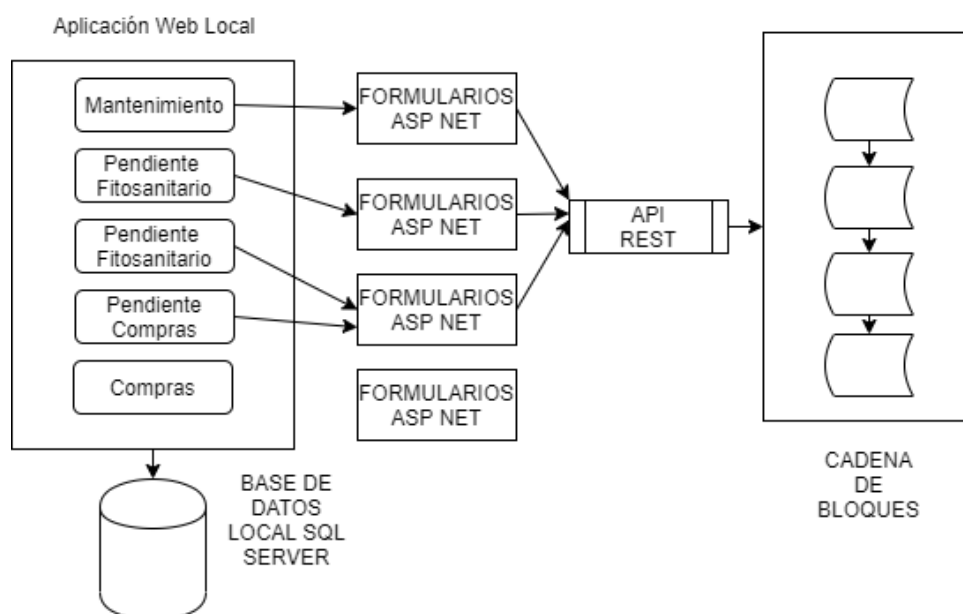 Aplicación Web Local
Mantenimiento
Pendiente
Fitosanitario
Pendiente
Fitosanitario
Pendiente
Compras
Compras
FORMULARIOS
ASP NET
FORMULARIOS
ASP NET
FORMULARIOS
ASP NET
FORMULARIOS
ASP NET
API
REST
BASE DE
DATOS
LOCAL SQL
SERVER
CADENA
DE
BLOQUES